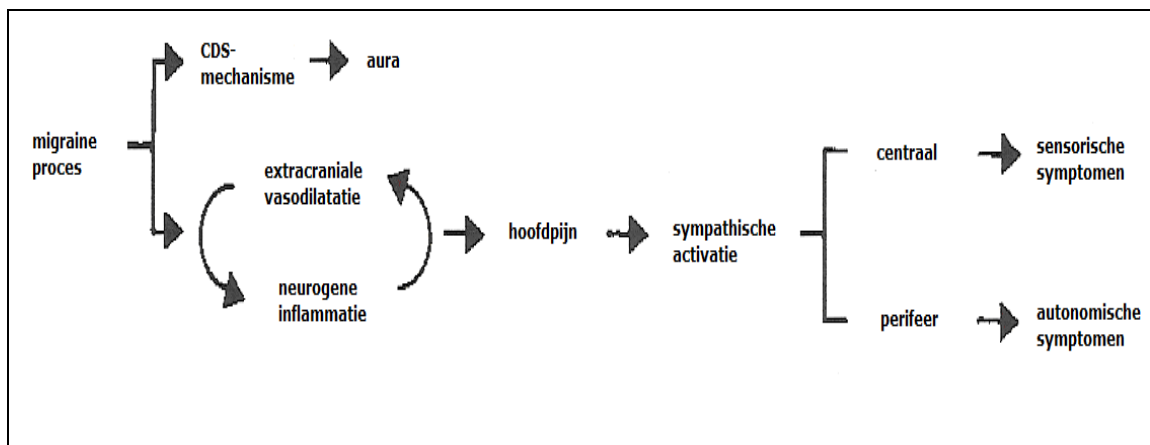 CDS-
mechanisme
aura
migraine
proces
extracraniale
vasodilatatie
neurogene
inflammatie
hoofdpijn
sympathische
activatie
centraal
sensorische
symptomen
perifeer
autonomische
symptomen